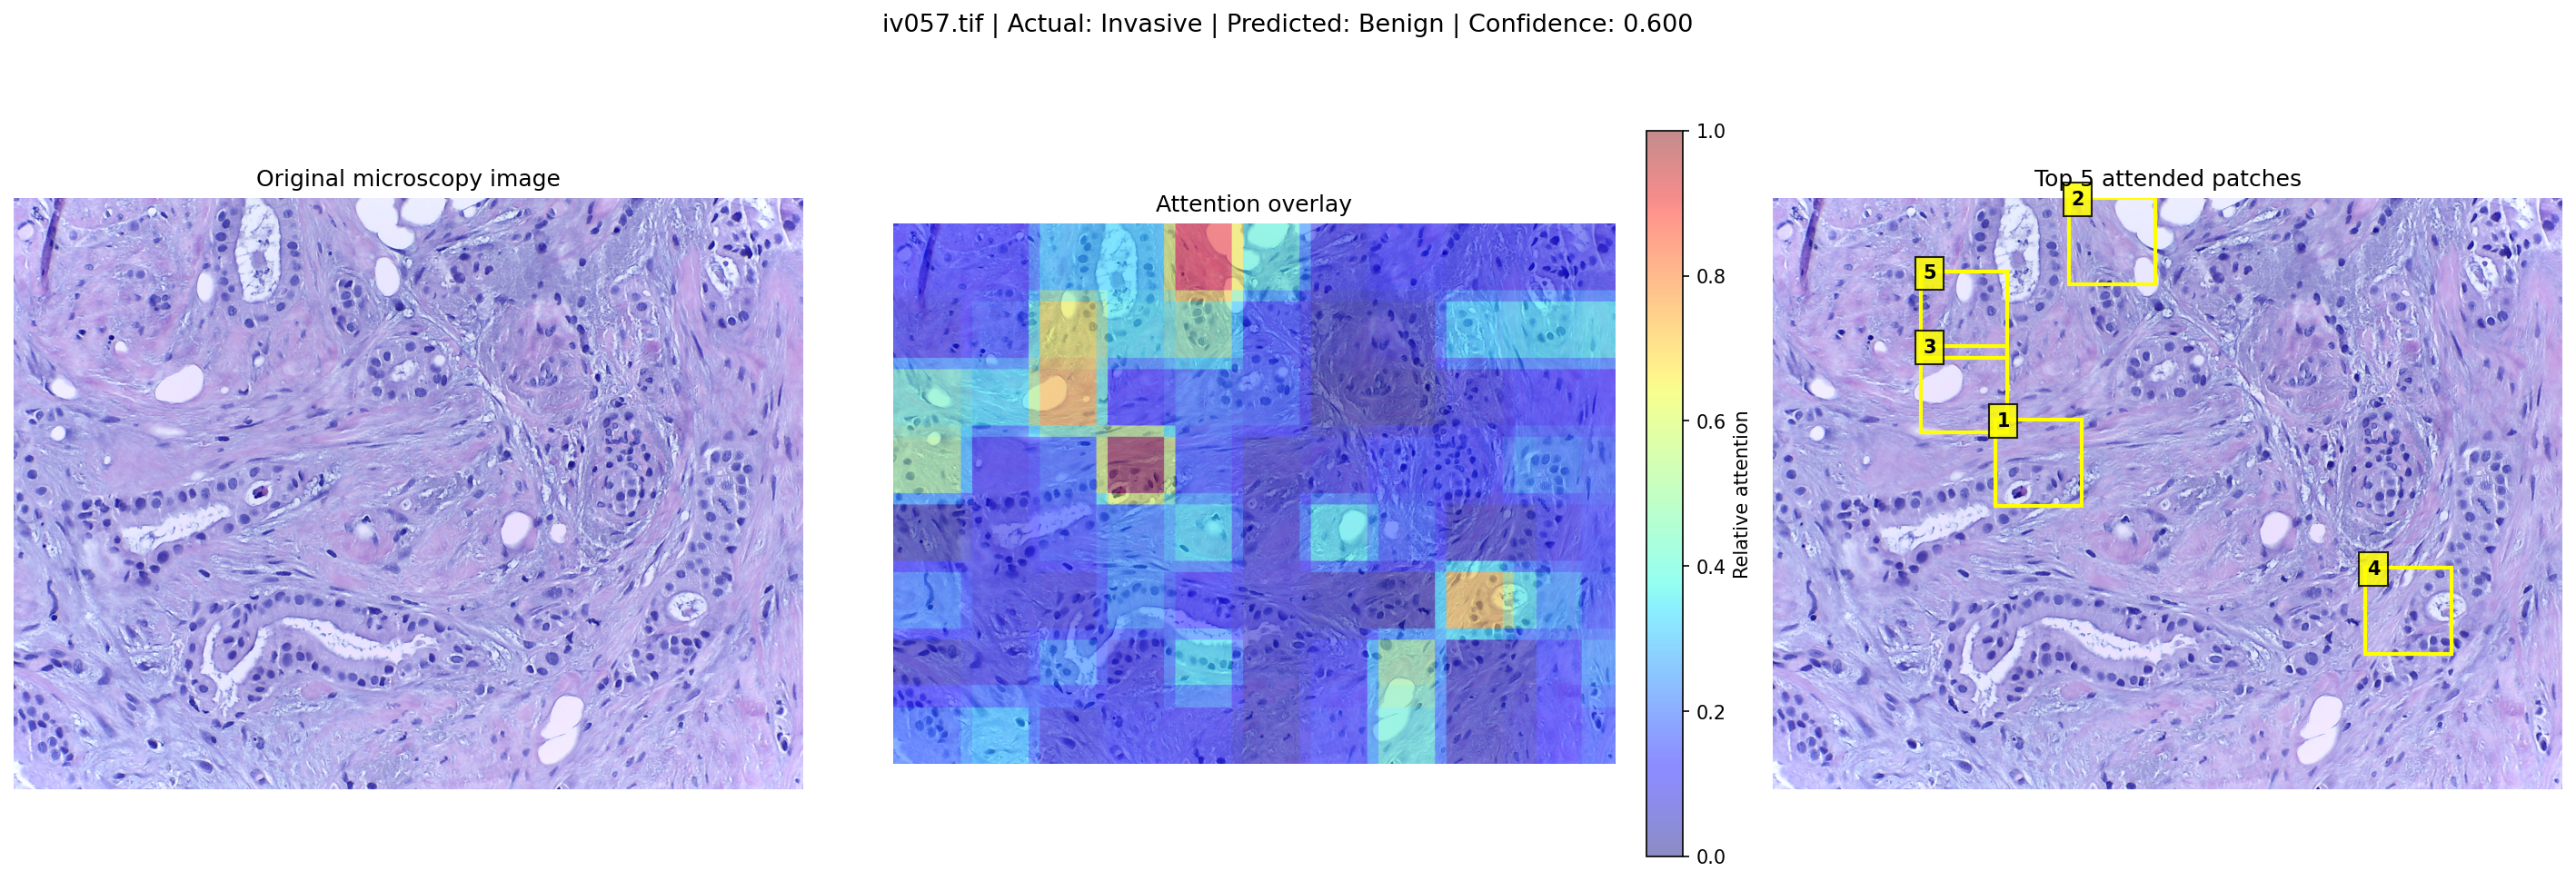 iv057.tif | Actual: Invasive | Predicted: Benign | Confidence: 0.600
Original microscopy image
Attention overlay
1.0
0.8
0.6
0.4
0.2
0.0
Relative attention
Top 5 attended patches
2
5
3
1
4